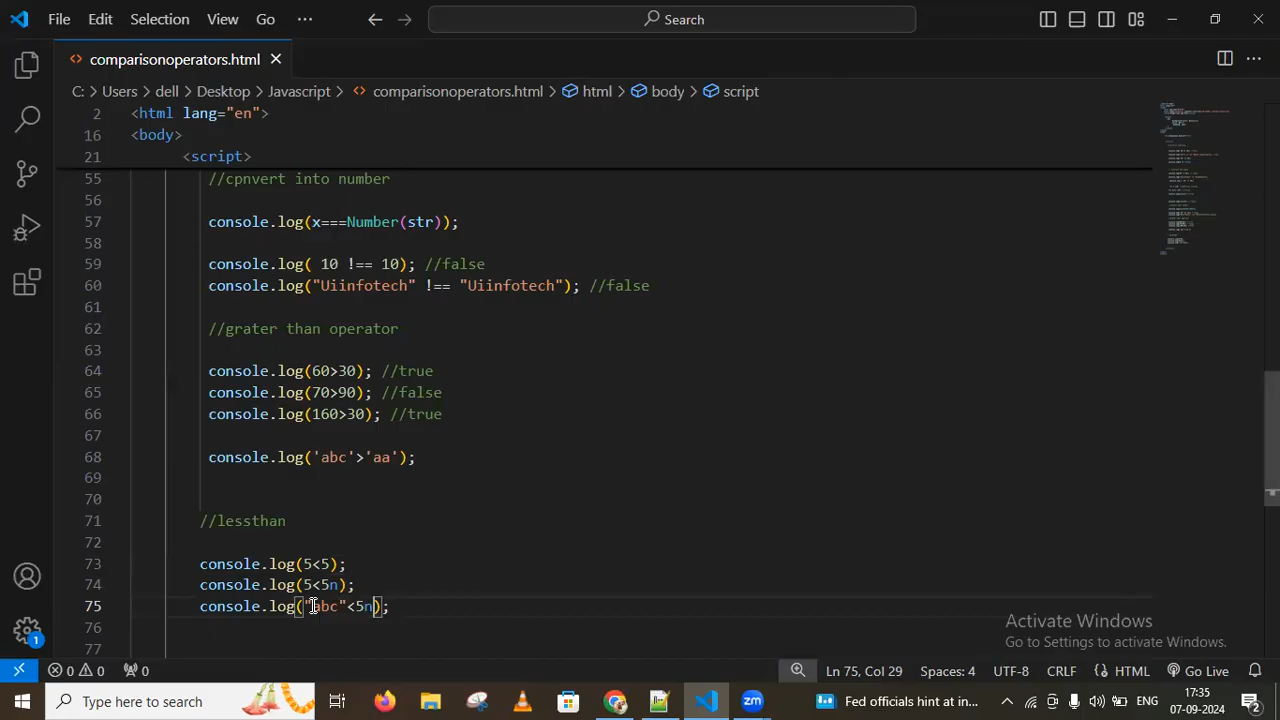 File Edit Selection View Go ··· Search
comparisonoperators.html
C: > Users > dell > Desktop > Javascript > comparisonoperators.html > html > body > script
2 <html lang="en">
16 <body>
21 <script>
55 //cpnvert into number
56
57 console.log(x===Number(str));
58
59 console.log( 10 !== 10); //false
60 console.log("Uiinfotech" !== "Uiinfotech"); //false
61
62 //grater than operator
63
64 console.log(60>30); //true
65 console.log(70>90); //false
66 console.log(160>30); //true
67
68 console.log('abc'>'aa');
69
70
71 //lessthan
72
73 console.log(5<5);
74 console.log(5<5n);
75 console.log("abc"<5n);
76
77
Activate Windows
Go to Settings to activate Windows.
1
0 0 0 Ln 75, Col 29 Spaces: 4 UTF-8 CRLF {} HTML Go Live
Type here to search Fed officials hint at in... ENG 17:35
07-09-2024 2